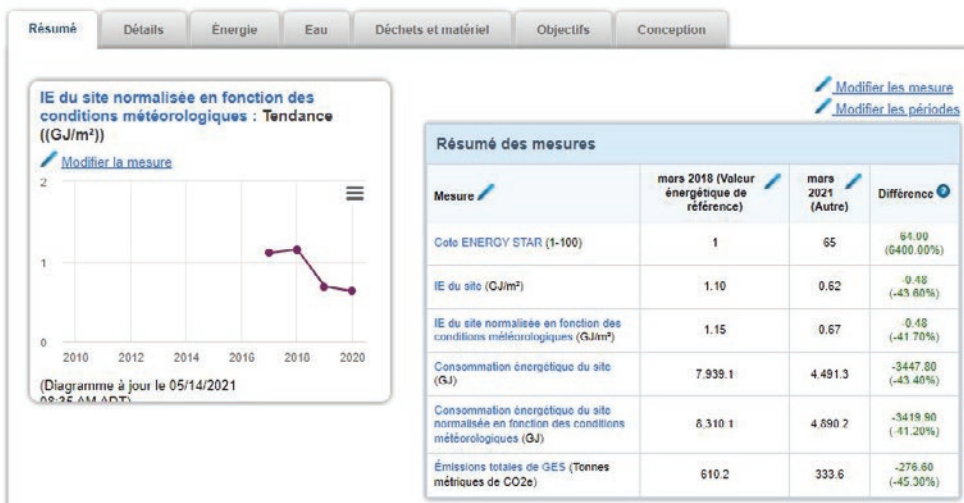 Résumé
Détails
Énergie
Eau
Déchets et matériel
Objectifs
Conception
IE du site normalisée en fonction des
conditions météorologiques : Tendance
((GJ/m²))
Modifier la mesure
2
1
0
2010 2012 2014 2016 2018 2020
(Diagramme à jour le 05/14/2021
08:35 AM ADT)
Modifier les mesure
Modifier les périodes
Résumé des mesures
Mesure
mars 2018 (Valeur
énergétique de
référence)
mars
2021
(Autre)
Différence
Cote ENERGY STAR (1-100)
1
65
64.00
(6400.00%)
IE du site (GJ/m²)
1.10
0.62
-0.48
(-43.60%)
IE du site normalisée en fonction des
conditions météorologiques (GJ/m²)
1.15
0.67
-0.48
(-41.70%)
Consommation énergétique du site
(GJ)
7,939.1
4,491.3
-3447.80
(-43.40%)
Consommation énergétique du site
normalisée en fonction des conditions
météorologiques (GJ)
8,310.1
4,890.2
-3419.90
(-41.20%)
Émissions totales de GES (Tonnes
métriques de CO2e)
610.2
333.6
-276.60
(-45.30%)